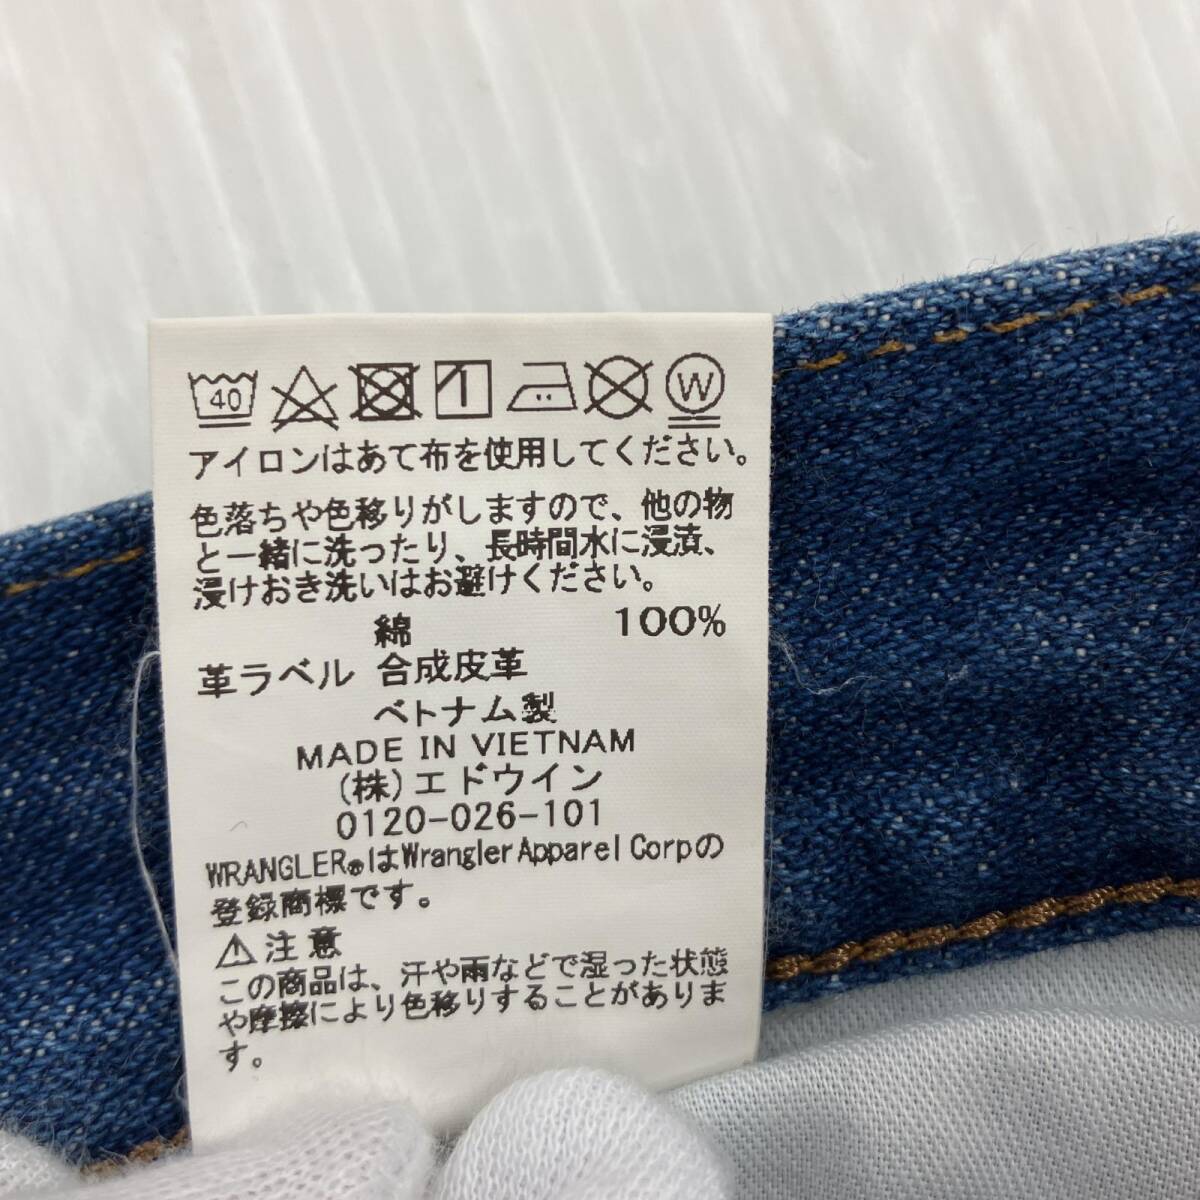 40 W
アイロンはあて布を使用してください。
色落ちや色移りがしますので、他の物
と一緒に洗ったり、長時間水に浸漬、
浸けおき洗いはお避けください。
綿 100%
革ラベル 合成皮革
ベトナム製
MADE IN VIETNAM
(株)エドウイン
0120-026-101
WRANGLER®はWrangler Apparel Corpの
登録商標です。
⚠注意
この商品は、汗や雨などで湿った状態
や摩擦により色移りすることがありま
す。